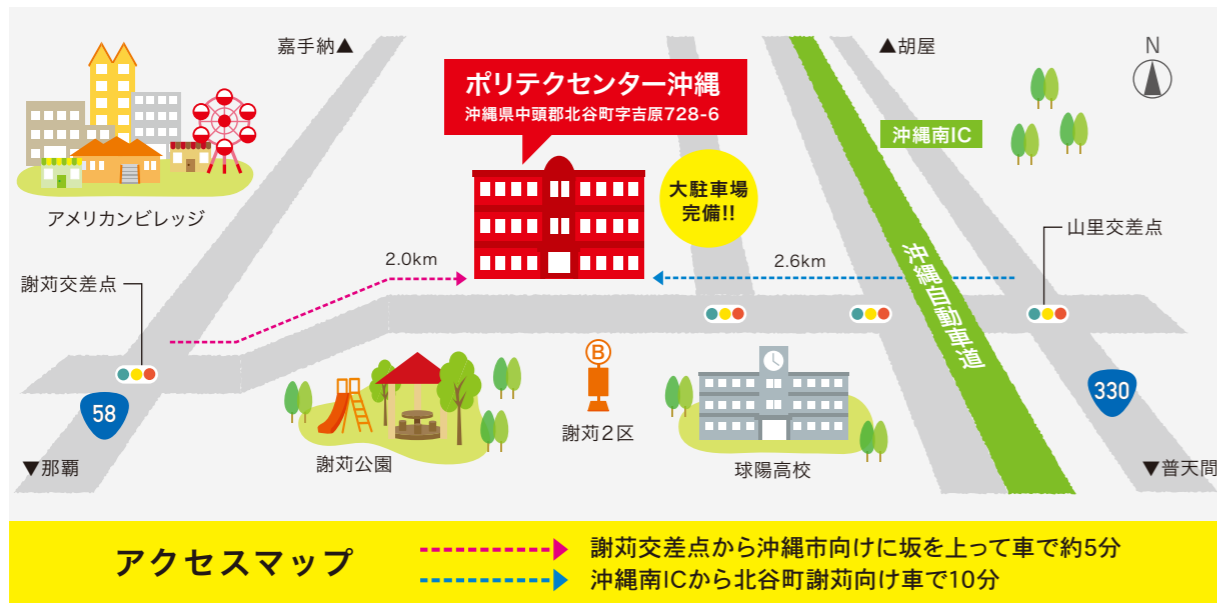 嘉手納▲
▲胡屋
N
ポリテクセンター沖縄
沖縄県中頭郡北谷町字吉原728-6
沖縄南IC
大駐車場
完備!!
アメリカンビレッジ
山里交差点
2.0km
2.6km
謝苅交差点
沖縄自動車道
B
58
330
謝苅2区
謝苅公園
球陽高校
▼那覇
▼普天間
アクセスマップ
謝苅交差点から沖縄市向けに坂を上って車で約5分
沖縄南ICから北谷町謝苅向け車で10分